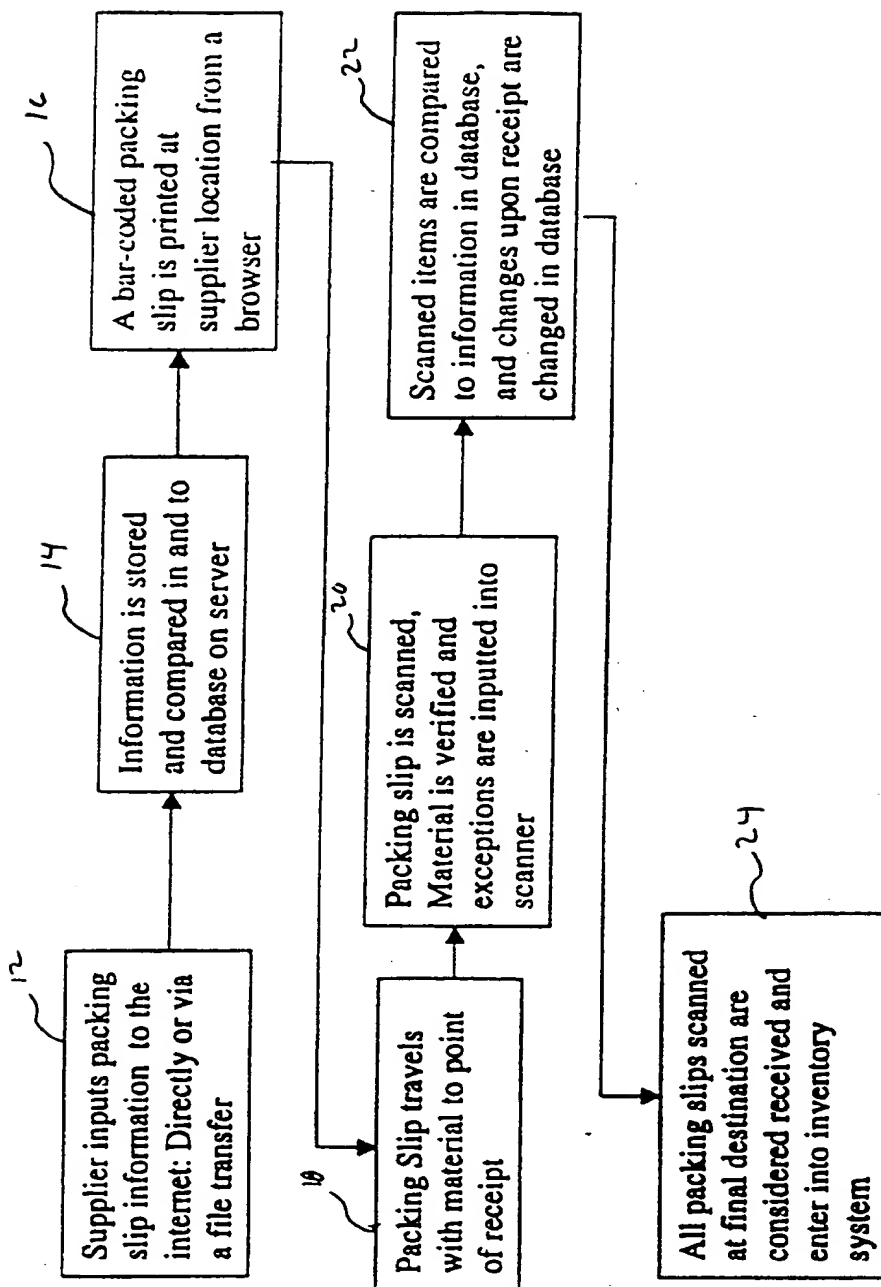 12
Supplier inputs packing
slip information to the
internet: Directly or via
a file transfer
14
Information is stored
and compared in and to
database on server
16
A bar-coded packing
slip is printed at
supplier location from a
browser
18
Packing Slip travels
with material to point
of receipt
20
Packing slip is scanned,
Material is verified and
exceptions are inputted into
scanner
22
Scanned items are compared
to information in database,
and changes upon receipt are
changed in database
24
All packing slips scanned
at final destination are
considered received and
enter into inventory
system